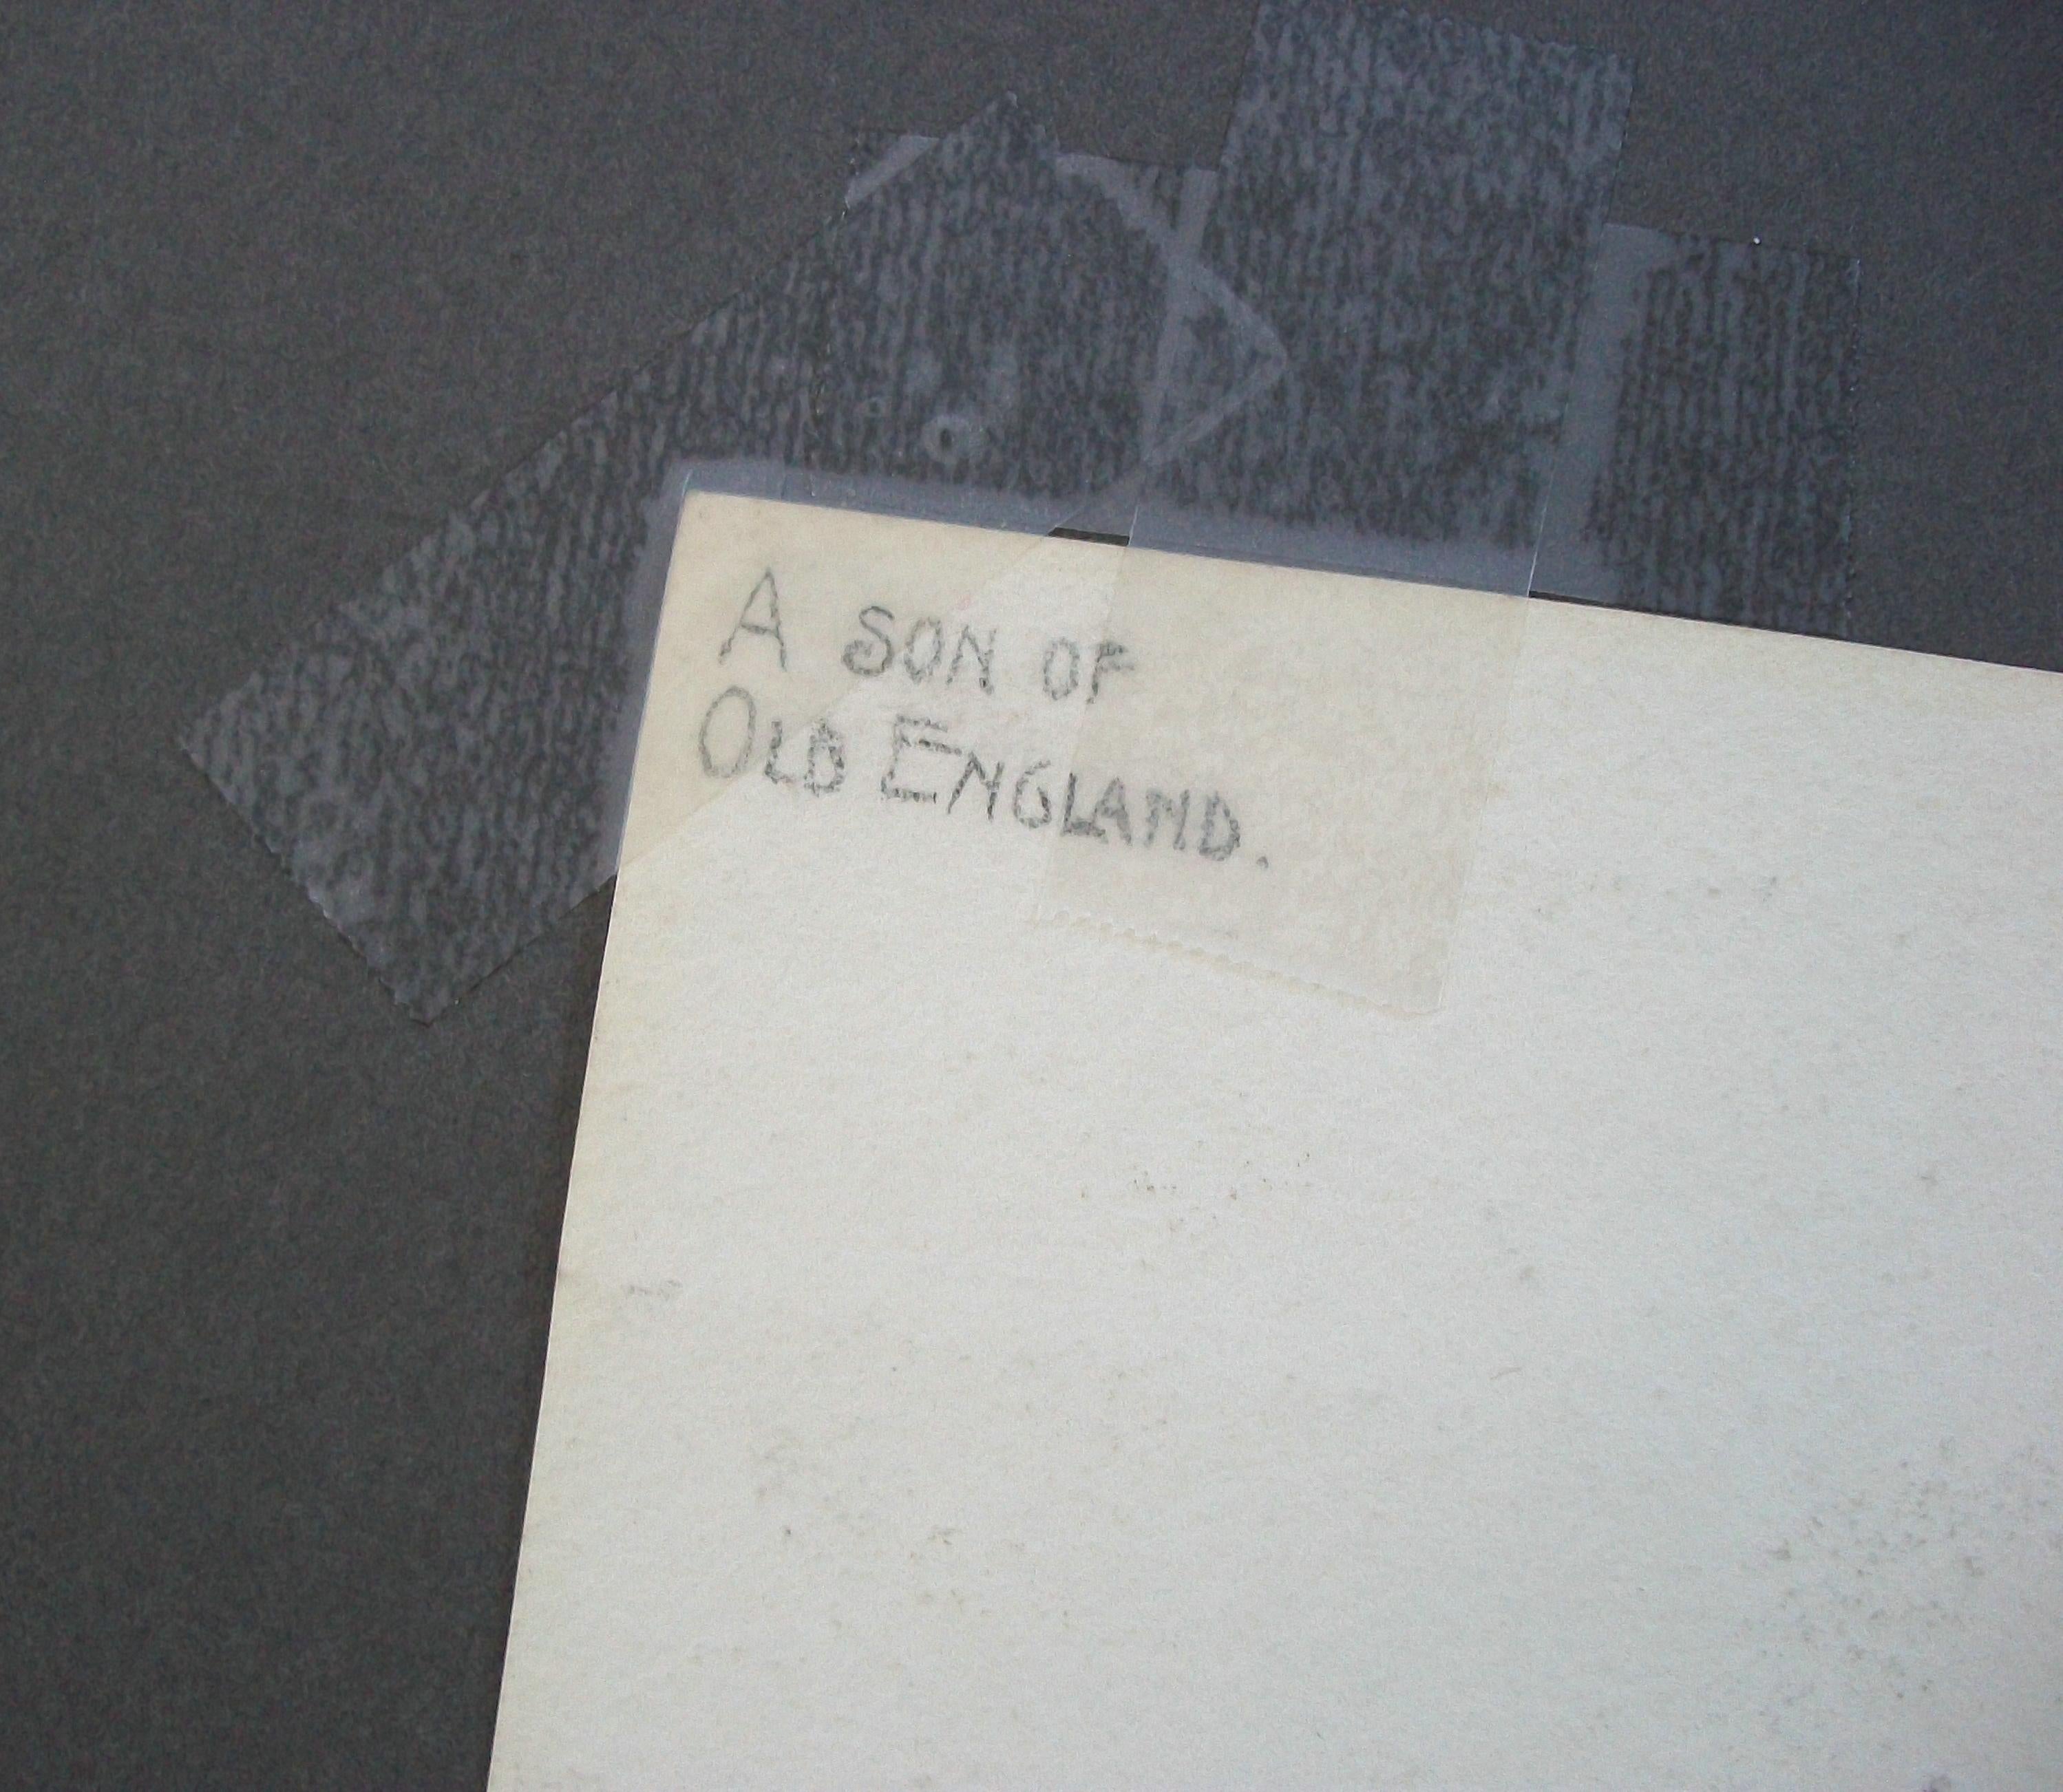 A SON OF
OLD ENGLAND.